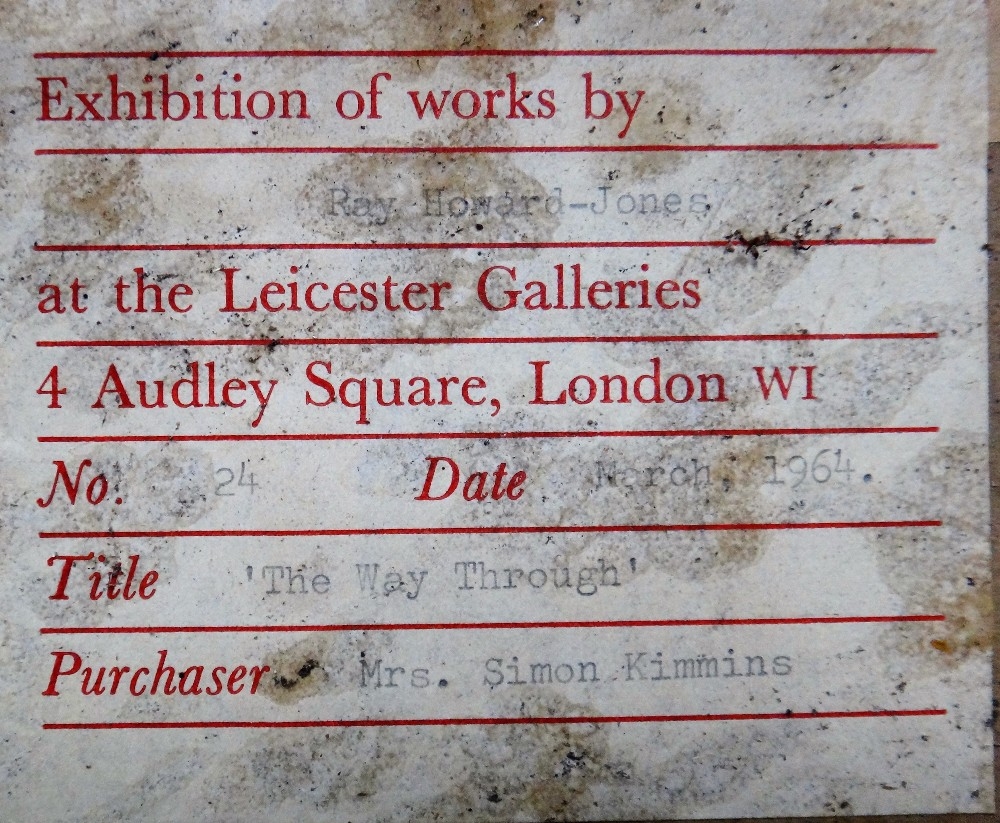 Exhibition of works by
Ray Howard-Jones
at the Leicester Galleries
4 Audley Square, London W1
No. 24 Date March, 1964.
Title 'The Way Through'
Purchaser Mrs. Simon Kimmins